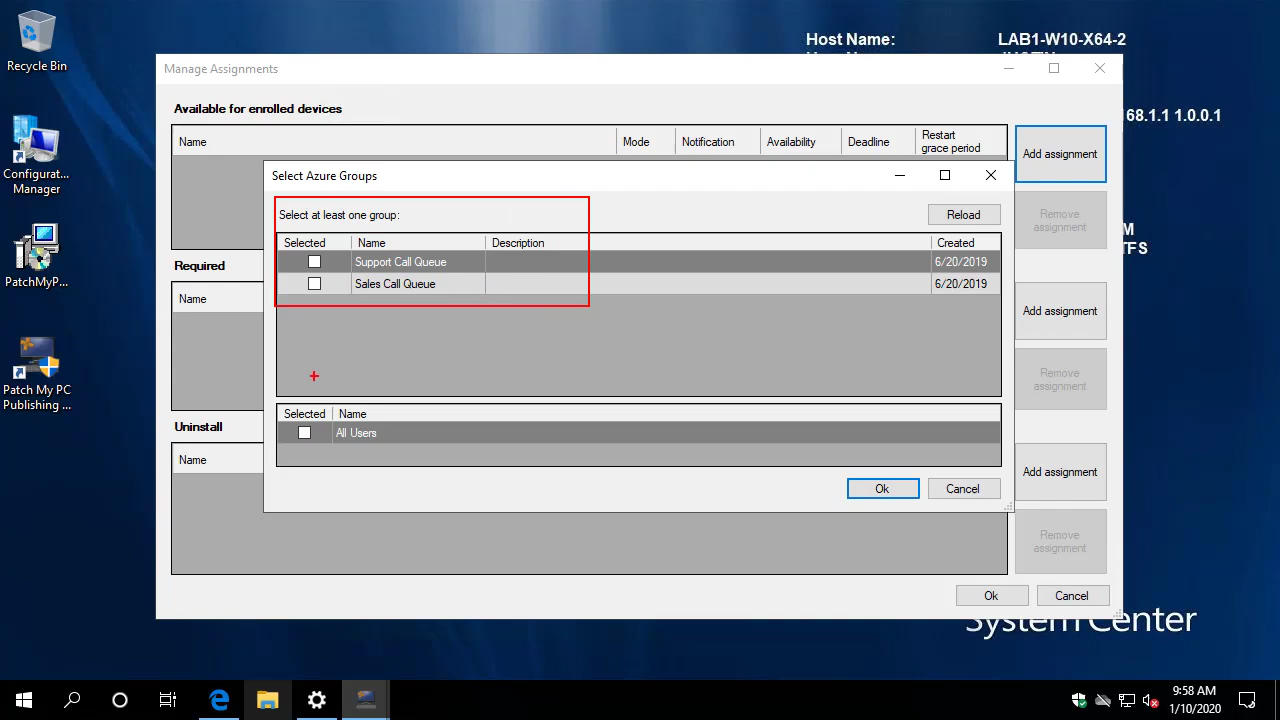 Recycle Bin
Configurat...
Manager
PatchMyP...
Patch My PC
Publishing ...
Host Name:
LAB1-W10-X64-2
Manage Assignments
168.1.1 1.0.0.1
Available for enrolled devices
Name
Mode
Notification
Availability
Deadline
Restart
grace period
Add assignment
Remove
assignment
Select Azure Groups
Select at least one group:
Reload
Selected
Name
Description
Created
Support Call Queue
6/20/2019
Sales Call Queue
6/20/2019
Selected
Name
All Users
Ok
Cancel
Required
Name
Add assignment
Remove
assignment
Uninstall
Name
Add assignment
Remove
assignment
Ok
Cancel
System Center
9:58 AM
1/10/2020